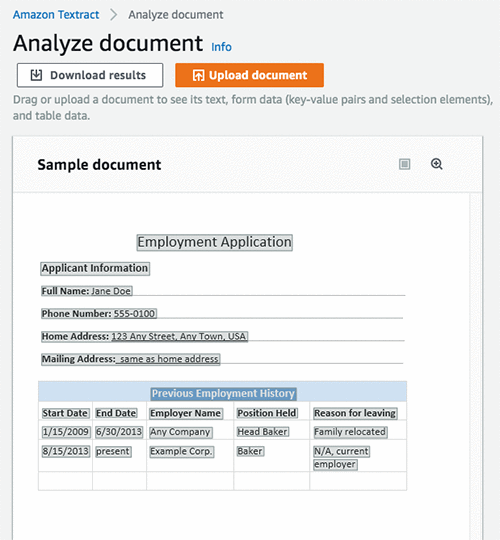 Amazon Textract > Analyze document
Analyze document Info
Download results Upload document
Drag or upload a document to see its text, form data (key-value pairs and selection elements),
and table data.
Sample document
Employment Application
Applicant Information
Full Name: Jane Doe
Phone Number: 555-0100
Home Address: 123 Any Street, Any Town, USA
Mailing Address: same as home address
Previous Employment History
Start Date End Date Employer Name Position Held Reason for leaving
1/15/2009 6/30/2013 Any Company Head Baker Family relocated
8/15/2013 present Example Corp. Baker N/A, current
employer